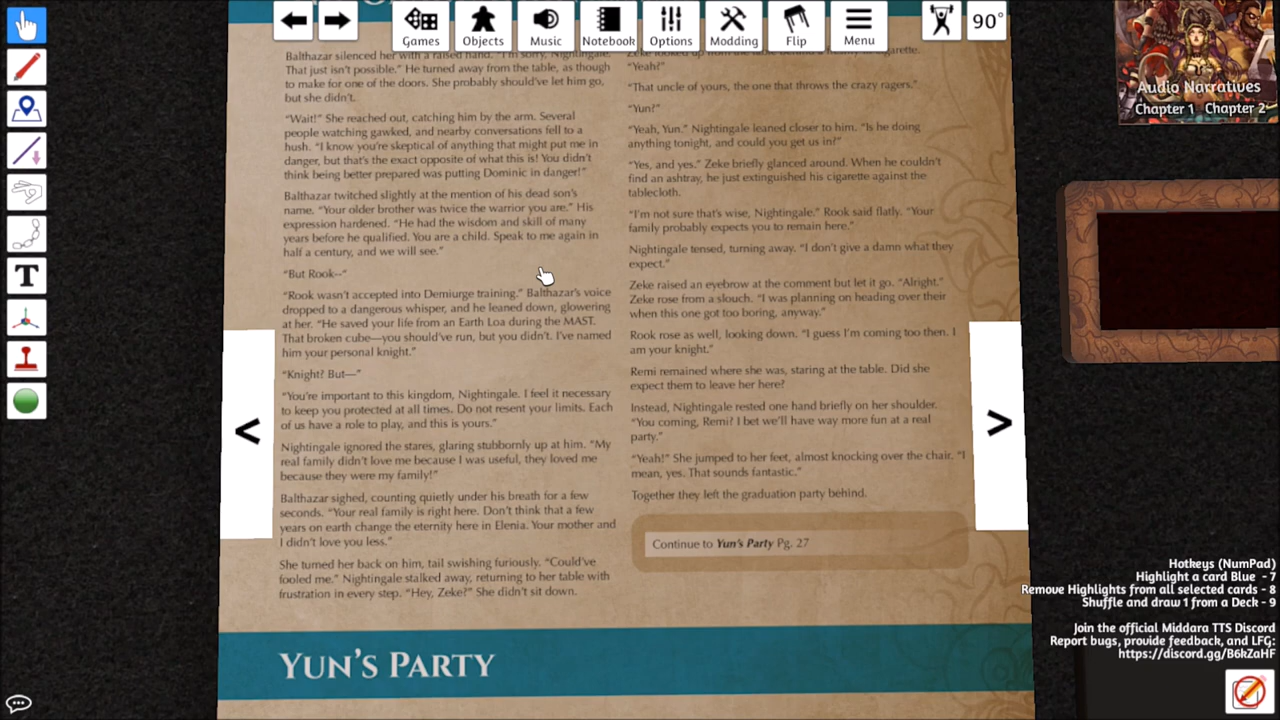 Games
Objects
Music
Notebook
Options
Modding
Flip
Menu
90°
Audio Narratives
Chapter 1 Chapter 2
Balthazar silenced her with a raised hand. “I’m sorry, Nightingale.
That just isn’t possible.” He turned away from the table, as though
to make for one of the doors. She probably should’ve let him go,
but she didn’t.
“Wait!” She reached out, catching him by the arm. Several
people watching gawked, and nearby conversations fell to a
hush. “I know you’re skeptical of anything that might put me in
danger, but that’s the exact opposite of what this is! You didn’t
think being better prepared was putting Dominic in danger!”
Balthazar twitched slightly at the mention of his dead son’s
name. “Your older brother was twice the warrior you are.” His
expression hardened. “He had the wisdom and skill of many
years before he qualified. You are a child. Speak to me again in
half a century, and we will see.”
“But Rook--“
“Rook wasn’t accepted into Demiurge training.” Balthazar’s voice
dropped to a dangerous whisper, and he leaned down, glowering
at her. “He saved your life from an Earth Loa during the MAST.
That broken cube—you should’ve run, but you didn’t. I’ve named
him your personal knight.”
“Knight? But—”
“You’re important to this kingdom, Nightingale. I feel it necessary
to keep you protected at all times. Do not resent your limits. Each
of us have a role to play, and this is yours.”
Nightingale ignored the stares, glaring stubbornly up at him. “My
real family didn’t love me because I was useful, they loved me
because they were my family!”
Balthazar sighed, counting quietly under his breath for a few
seconds. “Your real family is right here. Don’t think that a few
years on earth change the eternity here in Elenia. Your mother and
I didn’t love you less.”
She turned her back on him, tail swishing furiously. “Could’ve
fooled me.” Nightingale stalked away, returning to her table with
frustration in every step. “Hey, Zeke?” She didn’t sit down.
Zeke looked up from the table cigarette.
“Yeah?”
“That uncle of yours, the one that throws the crazy ragers.”
“Yun?”
“Yeah, Yun.” Nightingale leaned closer to him. “Is he doing
anything tonight, and could you get us in?”
“Yes, and yes.” Zeke briefly glanced around. When he couldn’t
find an ashtray, he just extinguished his cigarette against the
tablecloth.
“I’m not sure that’s wise, Nightingale.” Rook said flatly. “Your
family probably expects you to remain here.”
Nightingale tensed, turning away. “I don’t give a damn what they
expect.”
Zeke raised an eyebrow at the comment but let it go. “Alright.”
Zeke rose from a slouch. “I was planning on heading over their
when this one got too boring, anyway.”
Rook rose as well, looking down. “I guess I’m coming too then. I
am your knight.”
Remi remained where she was, staring at the table. Did she
expect them to leave her here?
Instead, Nightingale rested one hand briefly on her shoulder.
“You coming, Remi? I bet we’ll have way more fun at a real
party.”
“Yeah!” She jumped to her feet, almost knocking over the chair. “I
mean, yes. That sounds fantastic.”
Together they left the graduation party behind.
Continue to Yun’s Party Pg. 27
YUN’S PARTY
<
>
T
Hotkeys (NumPad)
Highlight a card Blue - 7
Remove Highlights from all selected cards - 8
Shuffle and draw 1 from a Deck - 9
Join the official Middara TTS Discord
Report bugs, provide feedback, and LFG:
https://discord.gg/B6kZaHF